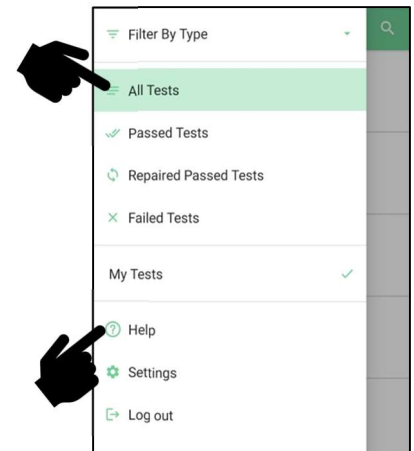 Filter By Type
All Tests
Passed Tests
Repaired Passed Tests
Failed Tests
My Tests
Help
Settings
Log out